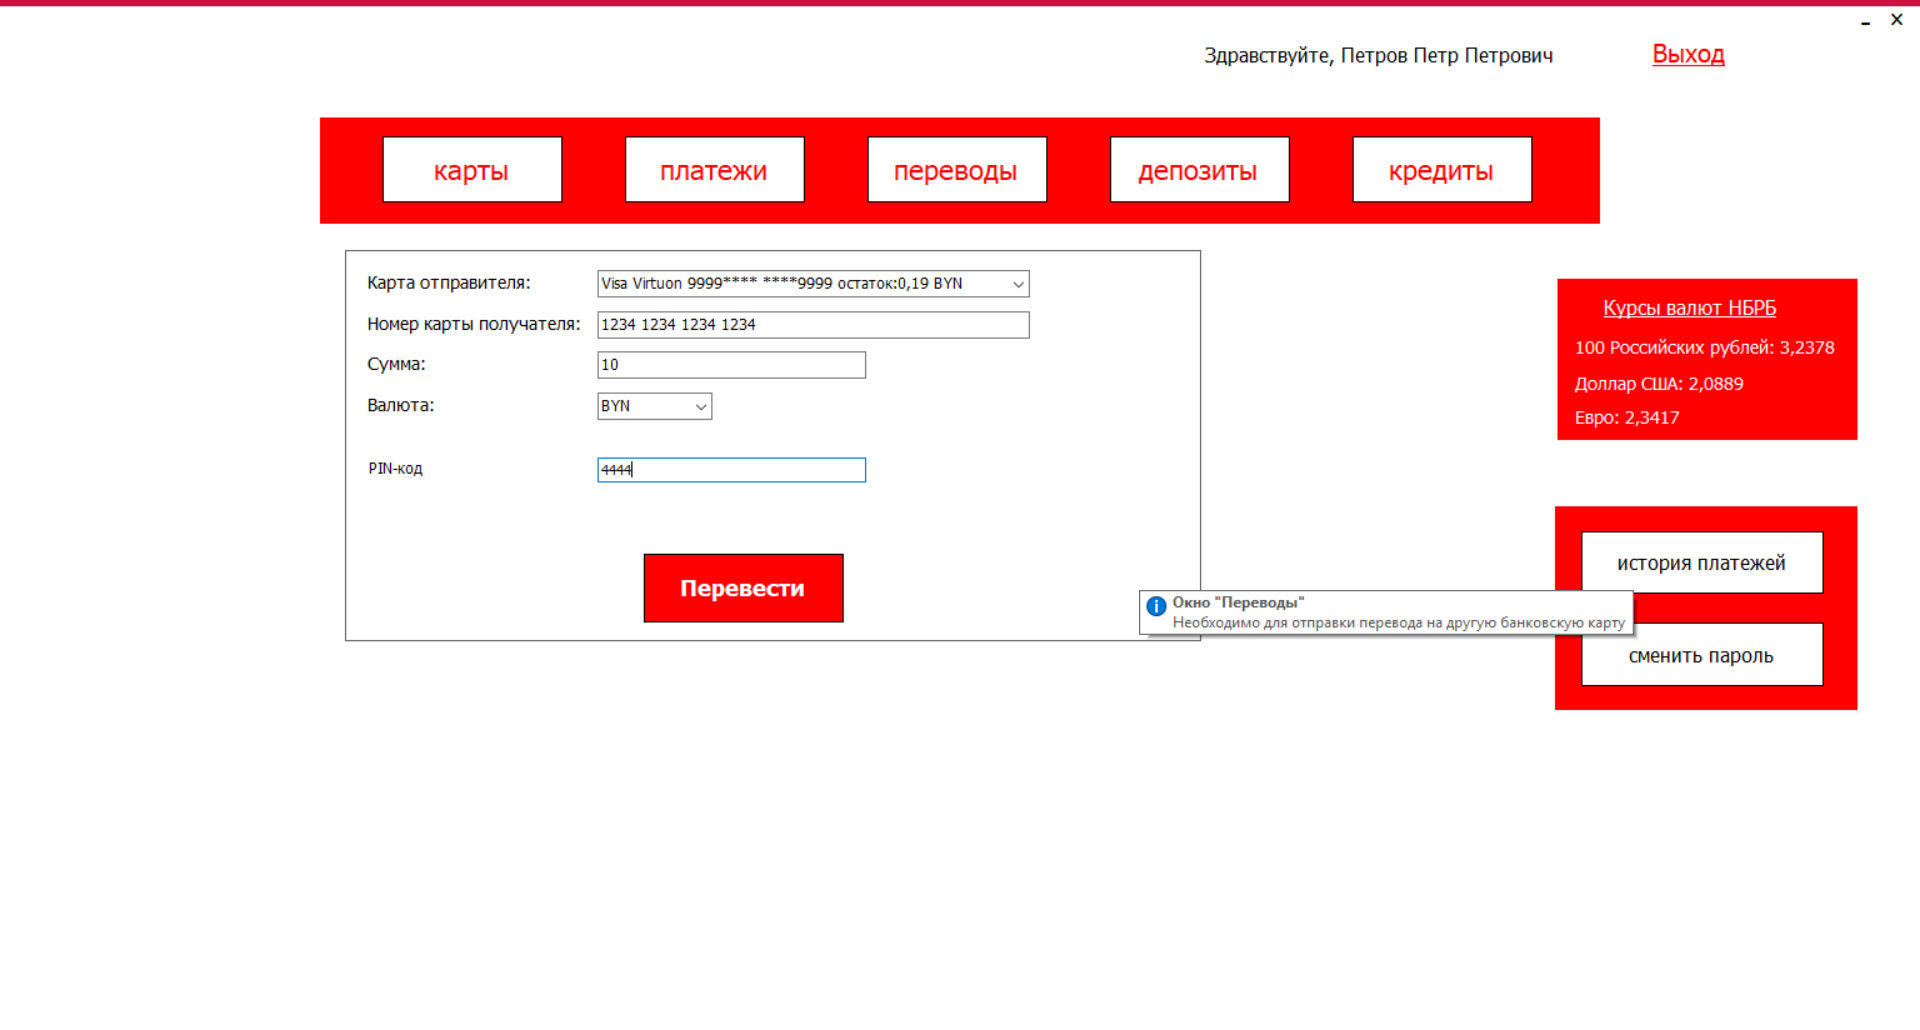 Здравствуйте, Петров Петр Петрович
Выход
карты
платежи
переводы
депозиты
кредиты
Карта отправителя:
Visa Virtuon 9999**** ****9999 остаток:0,19 BYN
Номер карты получателя:
1234 1234 1234 1234
Сумма:
10
Валюта:
BYN
PIN-код
4444
Перевести
Окно "Переводы"
Необходимо для отправки перевода на другую банковскую карту
Курсы валют НБРБ
100 Российских рублей: 3,2378
Доллар США: 2,0889
Евро: 2,3417
история платежей
сменить пароль